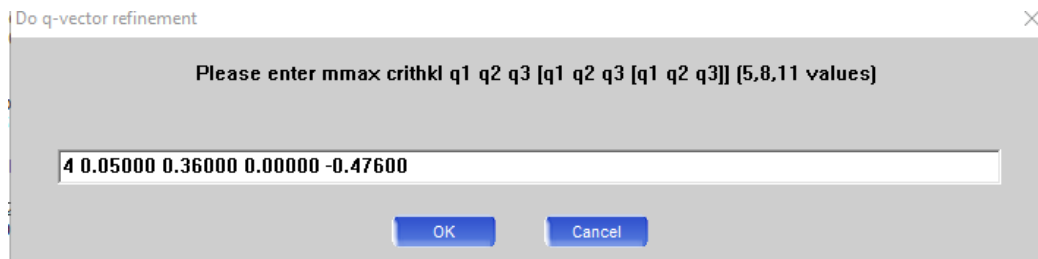 Do q-vector refinement
Please enter mmax crithkl q1 q2 q3 [q1 q2 q3 [q1 q2 q3]] (5,8,11 values)
4 0.05000 0.36000 0.00000 -0.47600
OK Cancel